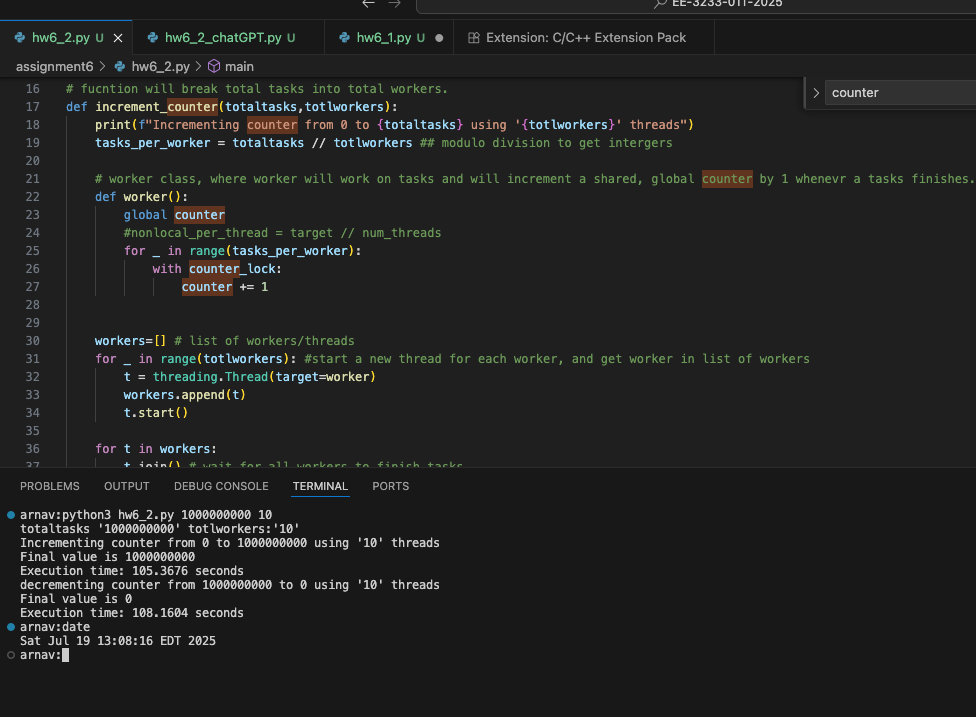 EE-3233-011-2025
hw6_2.py U
hw6_2_chatGPT.py U
hw6_1.py U
Extension: C/C++ Extension Pack
assignment6 > hw6_2.py > main
counter
16 # fucntion will break total tasks into total workers.
17 def increment_counter(totaltasks,totlworkers):
18 print(f"Incrementing counter from 0 to {totaltasks} using '{totlworkers}' threads")
19 tasks_per_worker = totaltasks // totlworkers ## modulo division to get intergers
20
21 # worker class, where worker will work on tasks and will increment a shared, global counter by 1 whenevr a tasks finishes.
22 def worker():
23 global counter
24 #nonlocal_per_thread = target // num_threads
25 for _ in range(tasks_per_worker):
26 with counter_lock:
27 counter += 1
28
29
30 workers=[] # list of workers/threads
31 for _ in range(totlworkers): #start a new thread for each worker, and get worker in list of workers
32 t = threading.Thread(target=worker)
33 workers.append(t)
34 t.start()
35
36 for t in workers:
37 t.join() # wait for all workers to finish tasks
PROBLEMS OUTPUT DEBUG CONSOLE TERMINAL PORTS
arnav:python3 hw6_2.py 1000000000 10
totaltasks '1000000000' totlworkers:'10'
Incrementing counter from 0 to 1000000000 using '10' threads
Final value is 1000000000
Execution time: 105.3676 seconds
decrementing counter from 1000000000 to 0 using '10' threads
Final value is 0
Execution time: 108.1604 seconds
arnav:date
Sat Jul 19 13:08:16 EDT 2025
arnav: